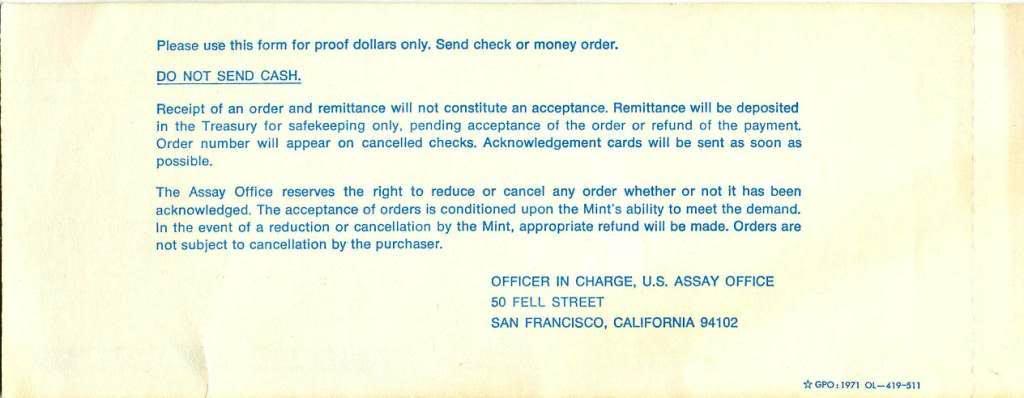 Please use this form for proof dollars only. Send check or money order.
DO NOT SEND CASH.
Receipt of an order and remittance will not constitute an acceptance. Remittance will be deposited
in the Treasury for safekeeping only, pending acceptance of the order or refund of the payment.
Order number will appear on cancelled checks. Acknowledgement cards will be sent as soon as
possible.
The Assay Office reserves the right to reduce or cancel any order whether or not it has been
acknowledged. The acceptance of orders is conditioned upon the Mint's ability to meet the demand.
In the event of a reduction or cancellation by the Mint, appropriate refund will be made. Orders are
not subject to cancellation by the purchaser.
OFFICER IN CHARGE, U.S. ASSAY OFFICE
50 FELL STREET
SAN FRANCISCO, CALIFORNIA 94102
☆ GPO : 1971 OL—419-511